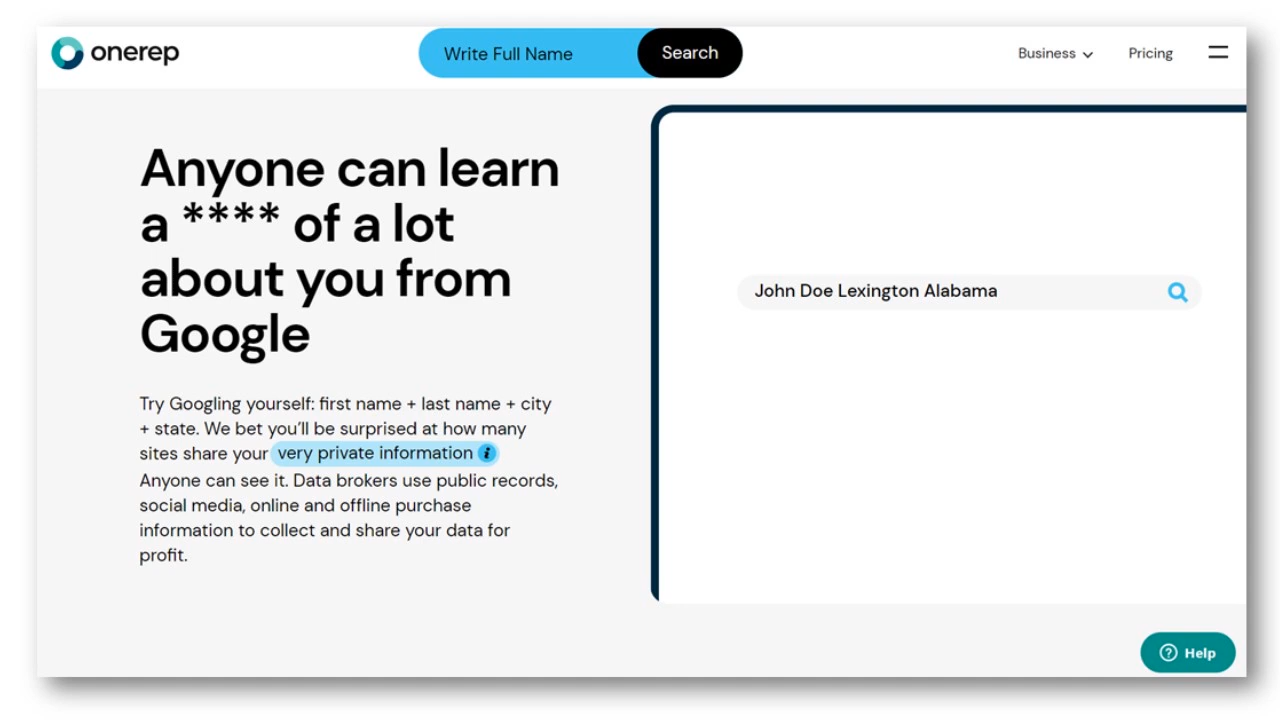 onerep
Write Full Name
Search
Business
Pricing
Anyone can learn
a **** of a lot
about you from
Google
Try Googling yourself: first name + last name + city
+ state. We bet you’ll be surprised at how many
sites share your very private information i
Anyone can see it. Data brokers use public records,
social media, online and offline purchase
information to collect and share your data for
profit.
John Doe Lexington Alabama
? Help